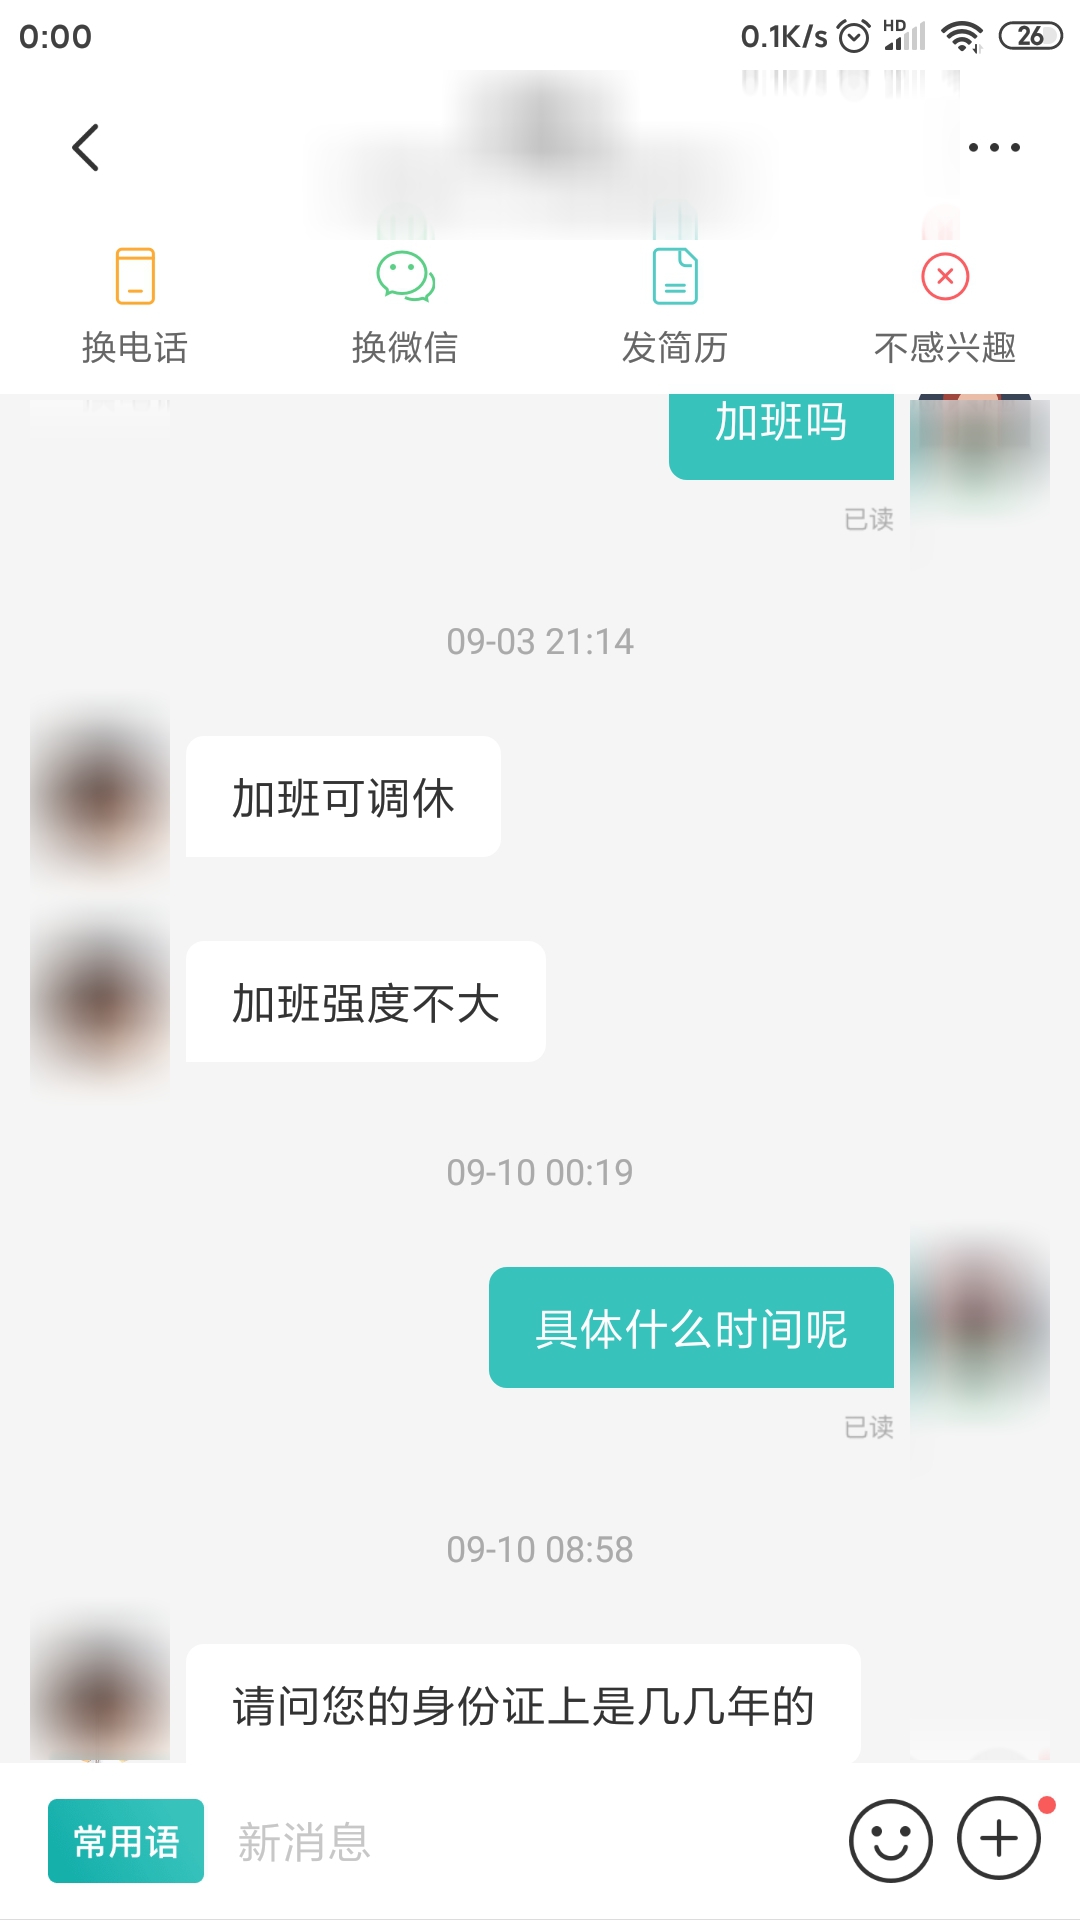 0:00
0.1K/s HD 26
换电话
换微信
发简历
不感兴趣
加班吗
已读
09-03 21:14
加班可调休
加班强度不大
09-10 00:19
具体什么时间呢
已读
09-10 08:58
请问您的身份证上是几几年的
常用语
新消息